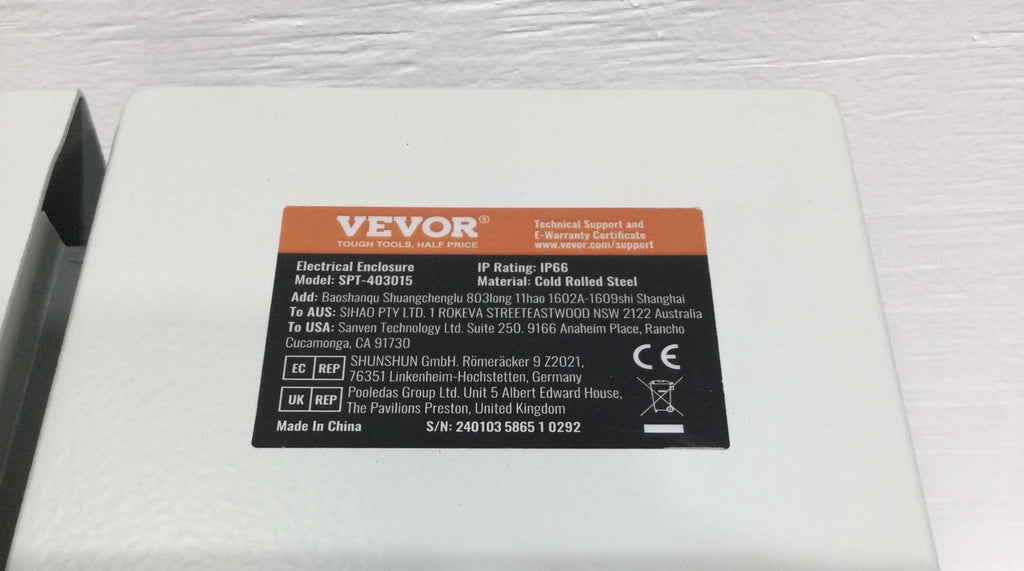 VEVOR®
TOUGH TOOLS, HALF PRICE
Technical Support and
E-Warranty Certificate
www.vevor.com/support
Electrical Enclosure
IP Rating: IP66
Model: SPT-403015
Material: Cold Rolled Steel
Add: Baoshanqu Shuangchenglu 803long 11hao 1602A-1609shi Shanghai
To AUS: SIHAO PTY LTD. 1 ROKEVA STREETEASTWOOD NSW 2122 Australia
To USA: Sanven Technology Ltd. Suite 250. 9166 Anaheim Place, Rancho
Cucamonga, CA 91730
EC REP
SHUNSHUN GmbH. Römeräcker 9 Z2021,
76351 Linkenheim-Hochstetten, Germany
UK REP
Pooledas Group Ltd. Unit 5 Albert Edward House,
The Pavilions Preston, United Kingdom
CE
Made In China
S/N: 240103 5865 1 0292